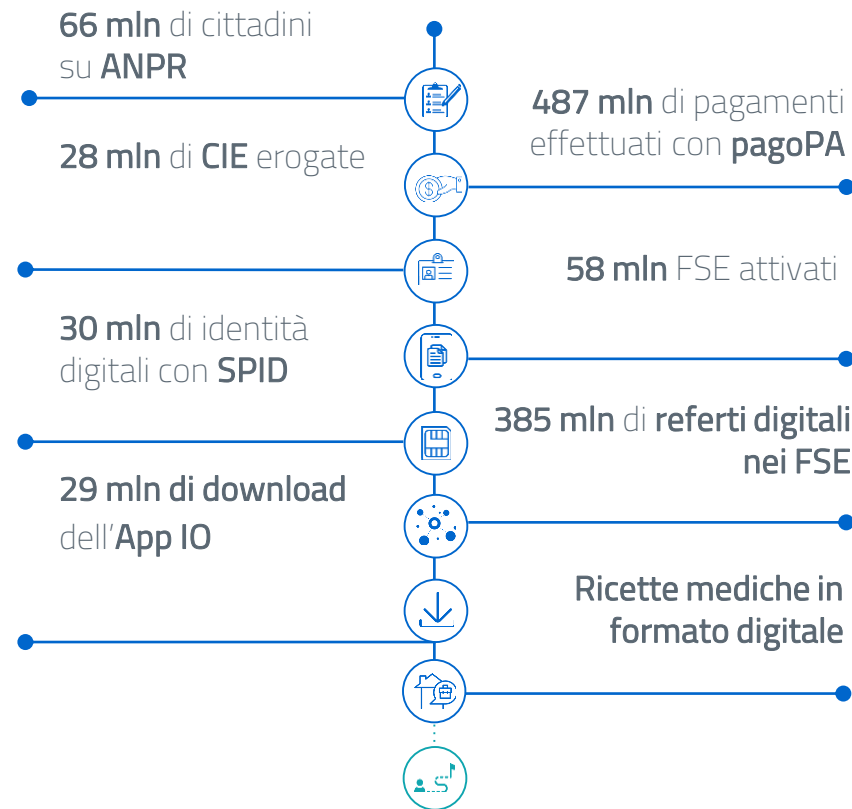 66 mln di cittadini
su ANPR
487 mln di pagamenti
effettuati con pagoPA
28 mln di CIE erogate
58 mln FSE attivati
30 mln di identità
digitali con SPID
385 mln di referti digitali
nei FSE
29 mln di download
dell'App IO
Ricette mediche in
formato digitale